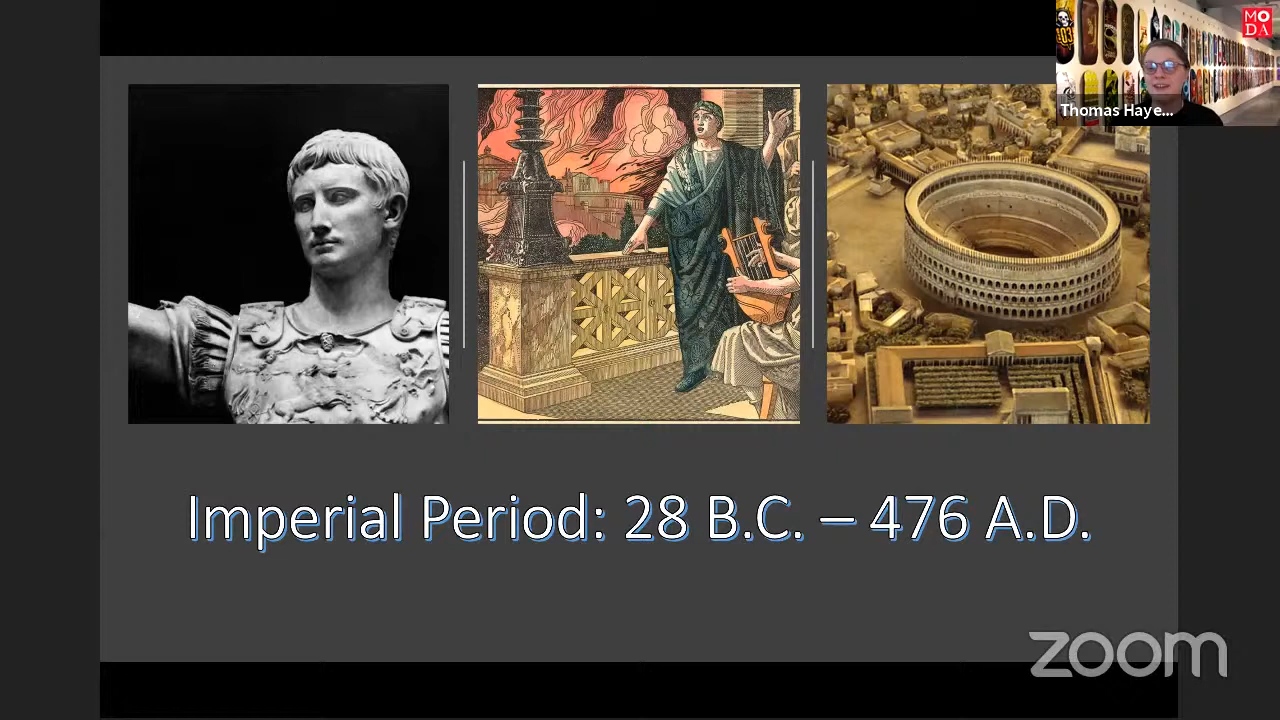 MO
DA
Thomas Haye...
Imperial Period: 28 B.C. – 476 A.D.
zoom